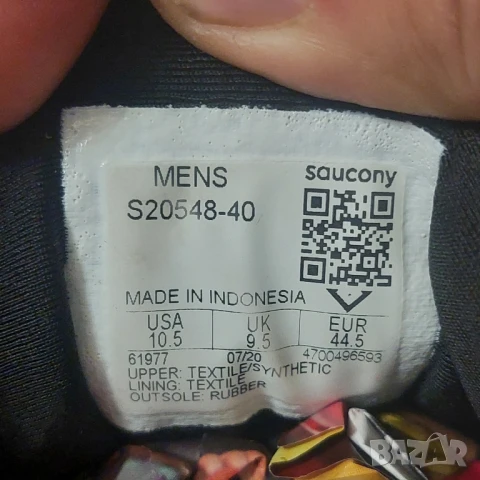 MENS
saucony
S20548-40
MADE IN INDONESIA
USA UK EUR
10.5 9.5 44.5
61977 07/20 4700496593
UPPER: TEXTILE/SYNTHETIC
LINING: TEXTILE
OUTSOLE: RUBBER
BAZAR